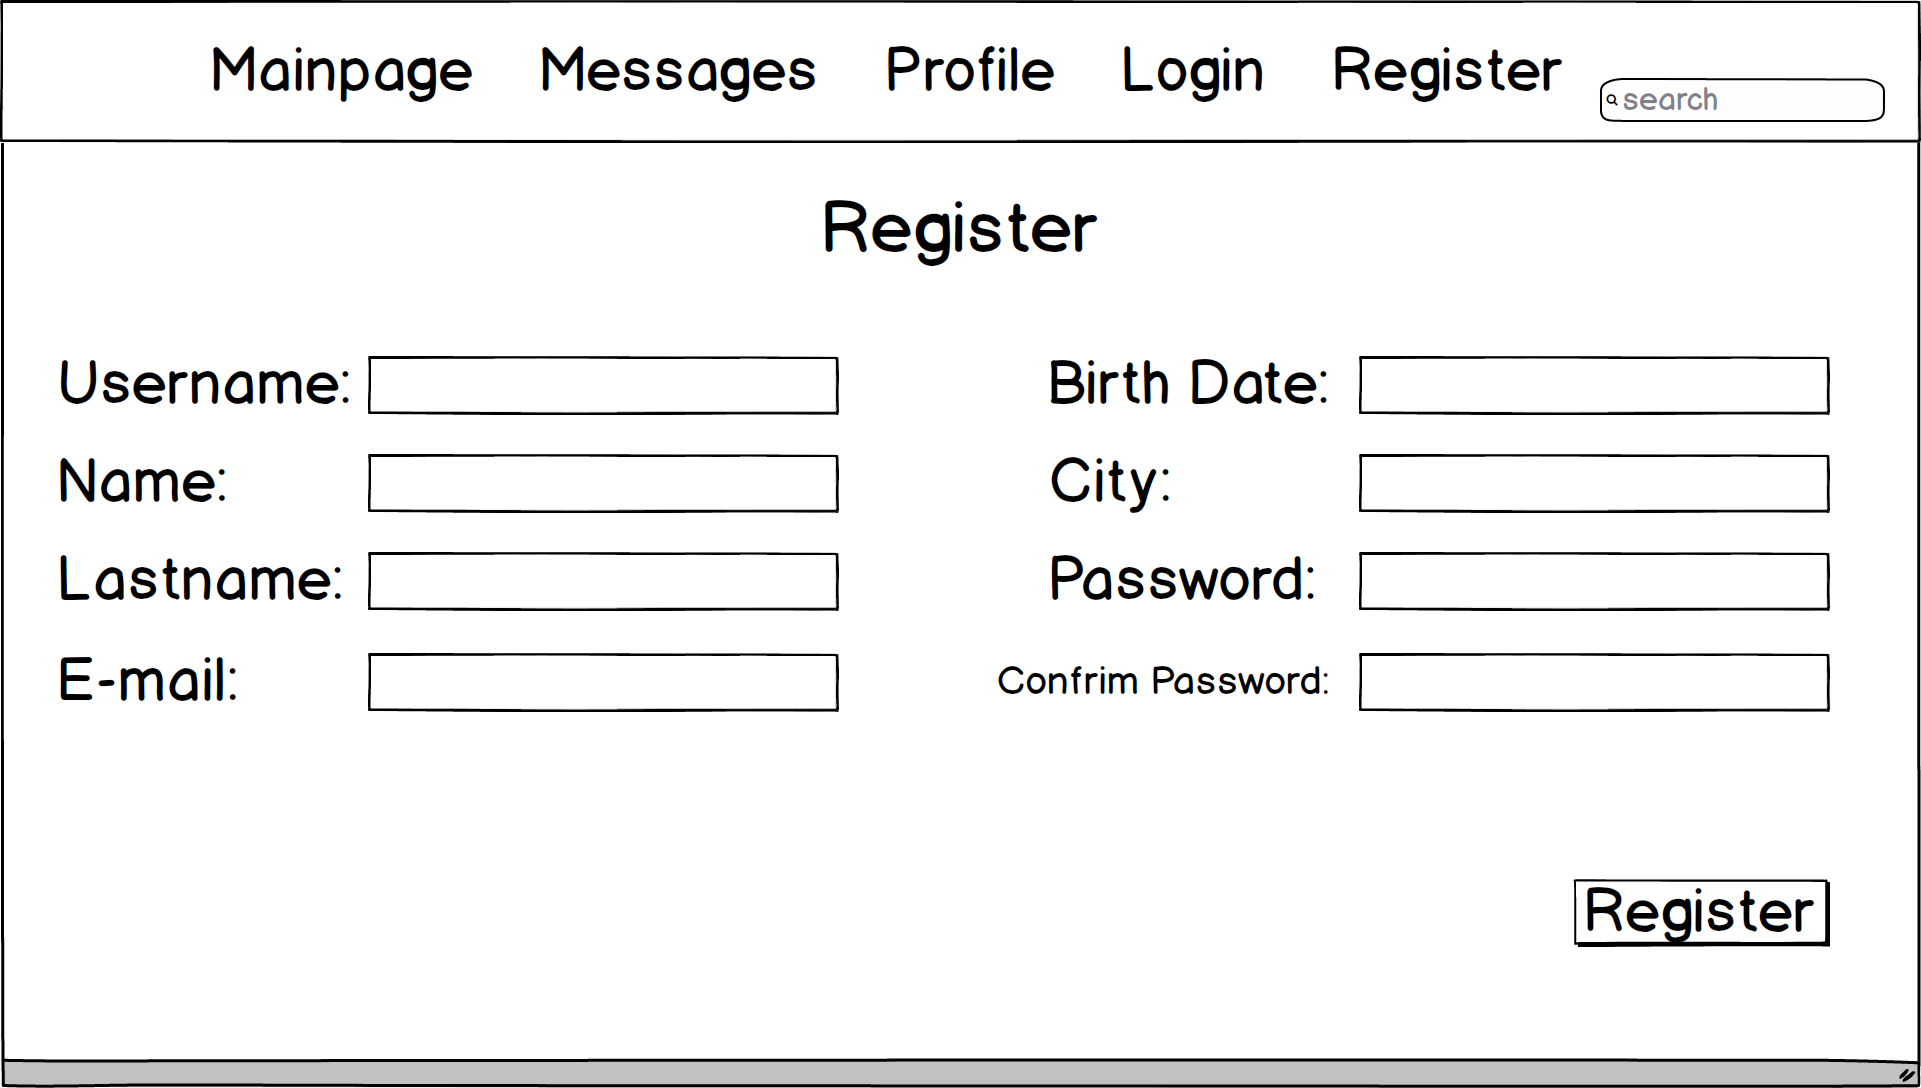 Mainpage Messages Profile Login Register search
Register
Username: Birth Date:
Name: City:
Lastname: Password:
E-mail: Confrim Password:
Register